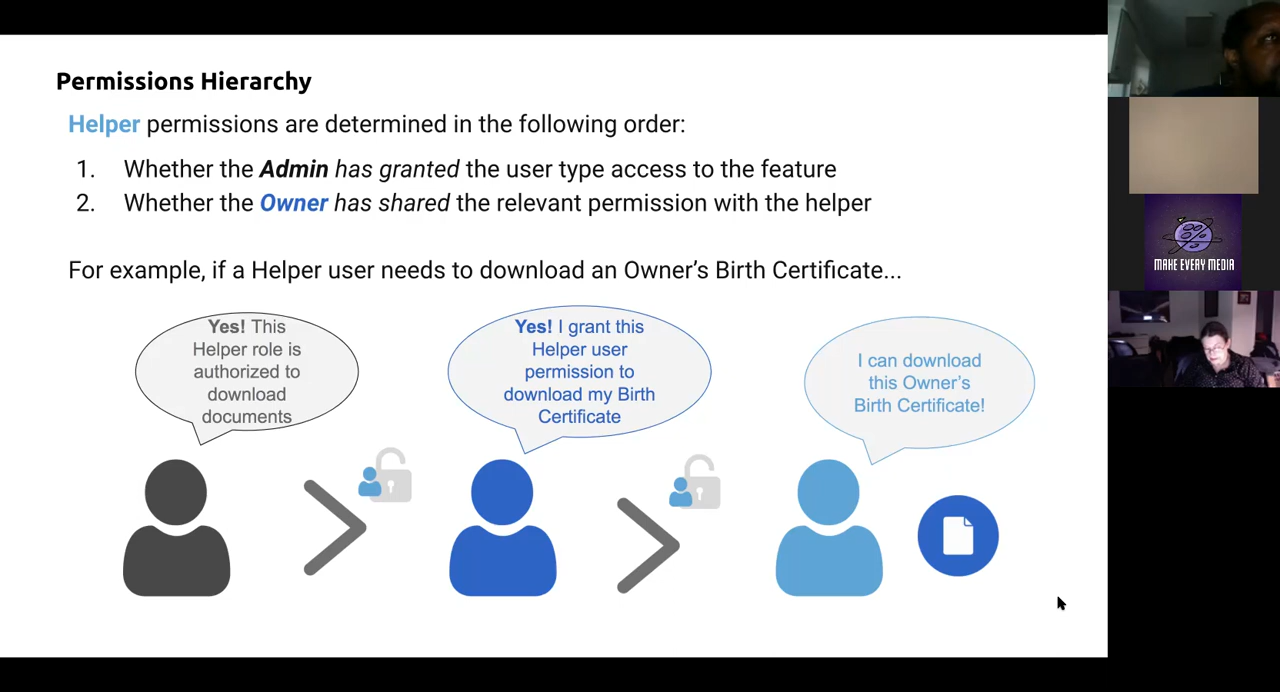 Permissions Hierarchy
Helper permissions are determined in the following order:
1. Whether the Admin has granted the user type access to the feature
2. Whether the Owner has shared the relevant permission with the helper
For example, if a Helper user needs to download an Owner's Birth Certificate...
Yes! This
Helper role is
authorized to
download
documents
Yes! I grant this
Helper user
permission to
download my Birth
Certificate
I can download
this Owner's
Birth Certificate!
MAKE EVERY MEDIA